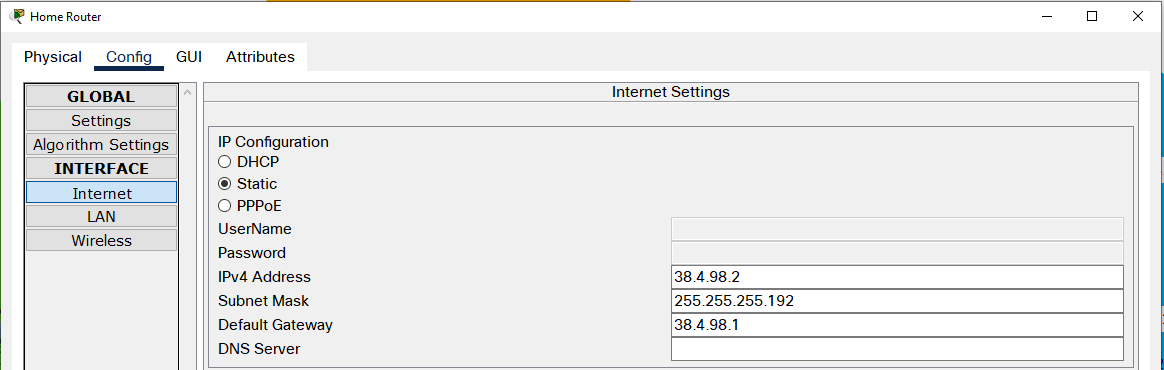 Home Router
Physical Config GUI Attributes
GLOBAL
Settings
Algorithm Settings
INTERFACE
Internet
LAN
Wireless
Internet Settings
IP Configuration
DHCP
Static
PPPoE
UserName
Password
IPv4 Address 38.4.98.2
Subnet Mask 255.255.255.192
Default Gateway 38.4.98.1
DNS Server